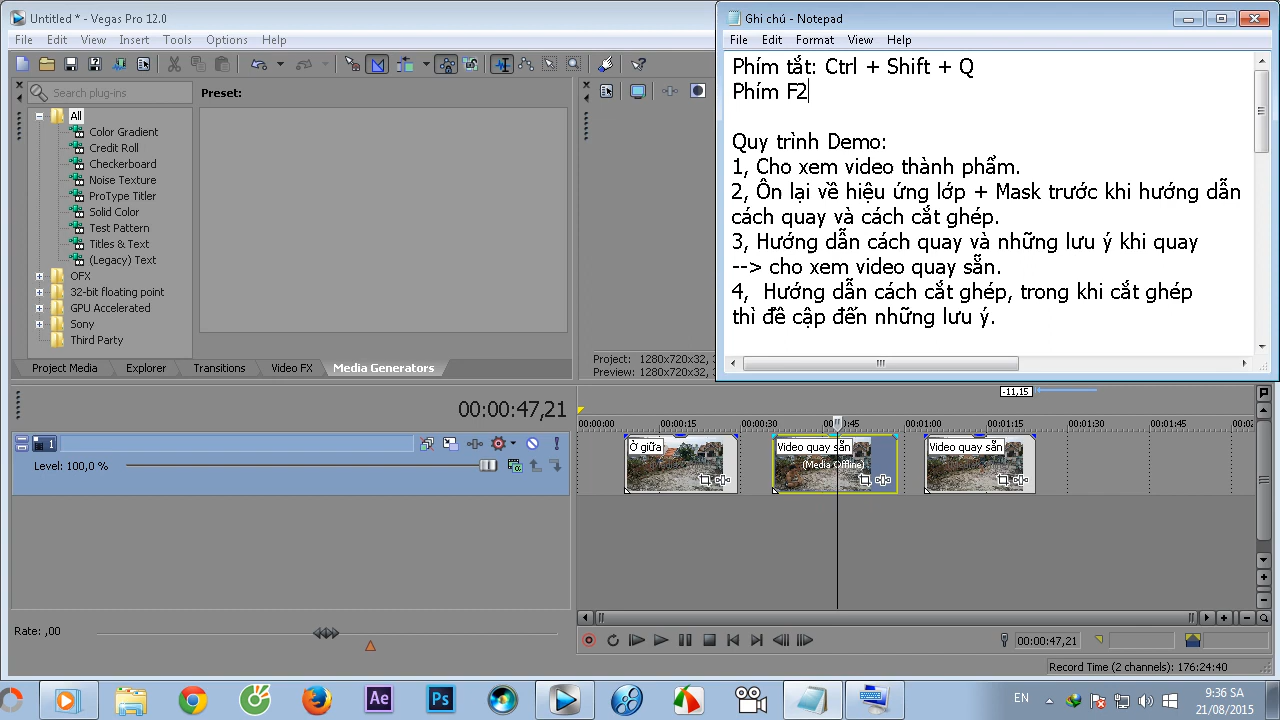 Untitled * - Vegas Pro 12.0
File Edit View Insert Tools Options Help
Search plug-ins
Preset:
All
Color Gradient
Credit Roll
Checkerboard
Noise Texture
ProType Titler
Solid Color
Test Pattern
Titles & Text
(Legacy) Text
OFX
32-bit floating point
GPU Accelerated
Sony
Third Party
Project Media Explorer Transitions Video FX Media Generators
Project: 1280x720x32,
Preview: 1280x720x32,
Ghi chú - Notepad
File Edit Format View Help
Phím tắt: Ctrl + Shift + Q
Phím F2
Quy trình Demo:
1, Cho xem video thành phẩm.
2, Ôn lại về hiệu ứng lớp + Mask trước khi hướng dẫn
cách quay và cách cắt ghép.
3, Hướng dẫn cách quay và những lưu ý khi quay
--> cho xem video quay sẵn.
4, Hướng dẫn cách cắt ghép, trong khi cắt ghép
thì đề cập đến những lưu ý.
-11,15
00:00:47,21
00:00:00 00:00:15 00:00:30 00:00:45 00:01:00 00:01:15 00:01:30 00:01:45
1
Level: 100,0 %
Ở giữa
Video quay sẵn
(Media Offline)
Video quay sẵn
Rate: ,00
00:00:47,21
Record Time (2 channels): 176:24:40
Ae Ps
EN
9:36 SA
21/08/2015